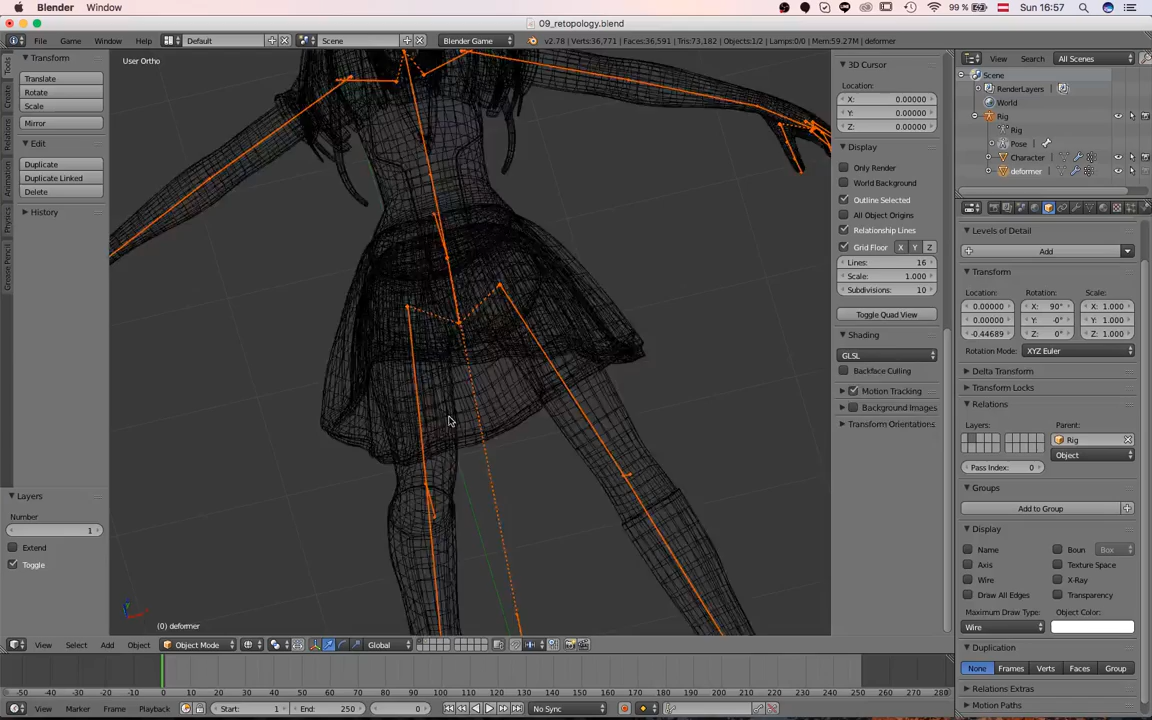 Blender Window 99 % Sun 16:57
09_retopology.blend
File Game Window Help Default Scene Blender Game v2.78 | Verts:36,771 | Faces:36,591 | Tris:73,182 | Objects:1/2 | Lamps:0/0 | Mem:59.27M | deformer View Search All Scenes
Tools
Create
Relations
Animation
Physics
Grease Pencil
Transform
Translate
Rotate
Scale
Mirror
Edit
Duplicate
Duplicate Linked
Delete
History
Layers
Number
1
Extend
Toggle
User Ortho
(0) deformer
3D Cursor
Location:
X: 0.00000
Y: 0.00000
Z: 0.00000
Display
Only Render
World Background
Outline Selected
All Object Origins
Relationship Lines
Grid Floor X Y Z
Lines: 16
Scale: 1.000
Subdivisions: 10
Toggle Quad View
Shading
GLSL
Backface Culling
Motion Tracking
Background Images
Transform Orientations
Scene
RenderLayers
World
Rig
Rig
Pose
Character
deformer
Levels of Detail
Add
Transform
Location: Rotation: Scale:
0.00000 X: 90° X: 1.000
0.00000 Y: -0° Y: 1.000
-0.44689 Z: 0° Z: 1.000
Rotation Mode: XYZ Euler
Delta Transform
Transform Locks
Relations
Layers: Parent:
Rig
Object
Pass Index: 0
Groups
Add to Group
Display
Name Boun Box
Axis Texture Space
Wire X-Ray
Draw All Edges Transparency
Maximum Draw Type: Object Color:
Wire
Duplication
None Frames Verts Faces Group
Relations Extras
Motion Paths
View Select Add Object Object Mode Global
-50 -40 -30 -20 -10 0 10 20 30 40 50 60 70 80 90 100 110 120 130 140 150 160 170 180 190 200 210 220 230 240 250 260 270 280
View Marker Frame Playback Start: 1 End: 250 0 No Sync